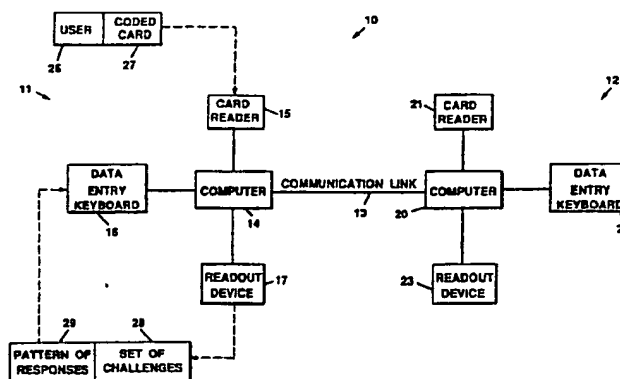 10
USER
CODED
CARD
26
27
11
12
CARD
READER
15
21
CARD
READER
DATA
ENTRY
KEYBOARD
16
COMPUTER
14
COMMUNICATION LINK
13
COMPUTER
20
DATA
ENTRY
KEYBOARD
READOUT
DEVICE
17
23
READOUT
DEVICE
29
28
PATTERN OF
RESPONSES
SET OF
CHALLENGES